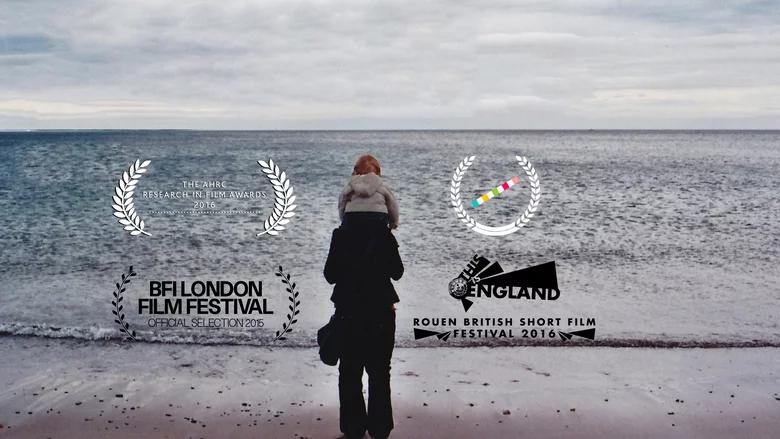 THE AHRC
RESEARCH IN FILM AWARDS
2016
BFI LONDON
FILM FESTIVAL
OFFICIAL SELECTION 2015
THIS
IS
ENGLAND
ROUEN BRITISH SHORT FILM
FESTIVAL 2016